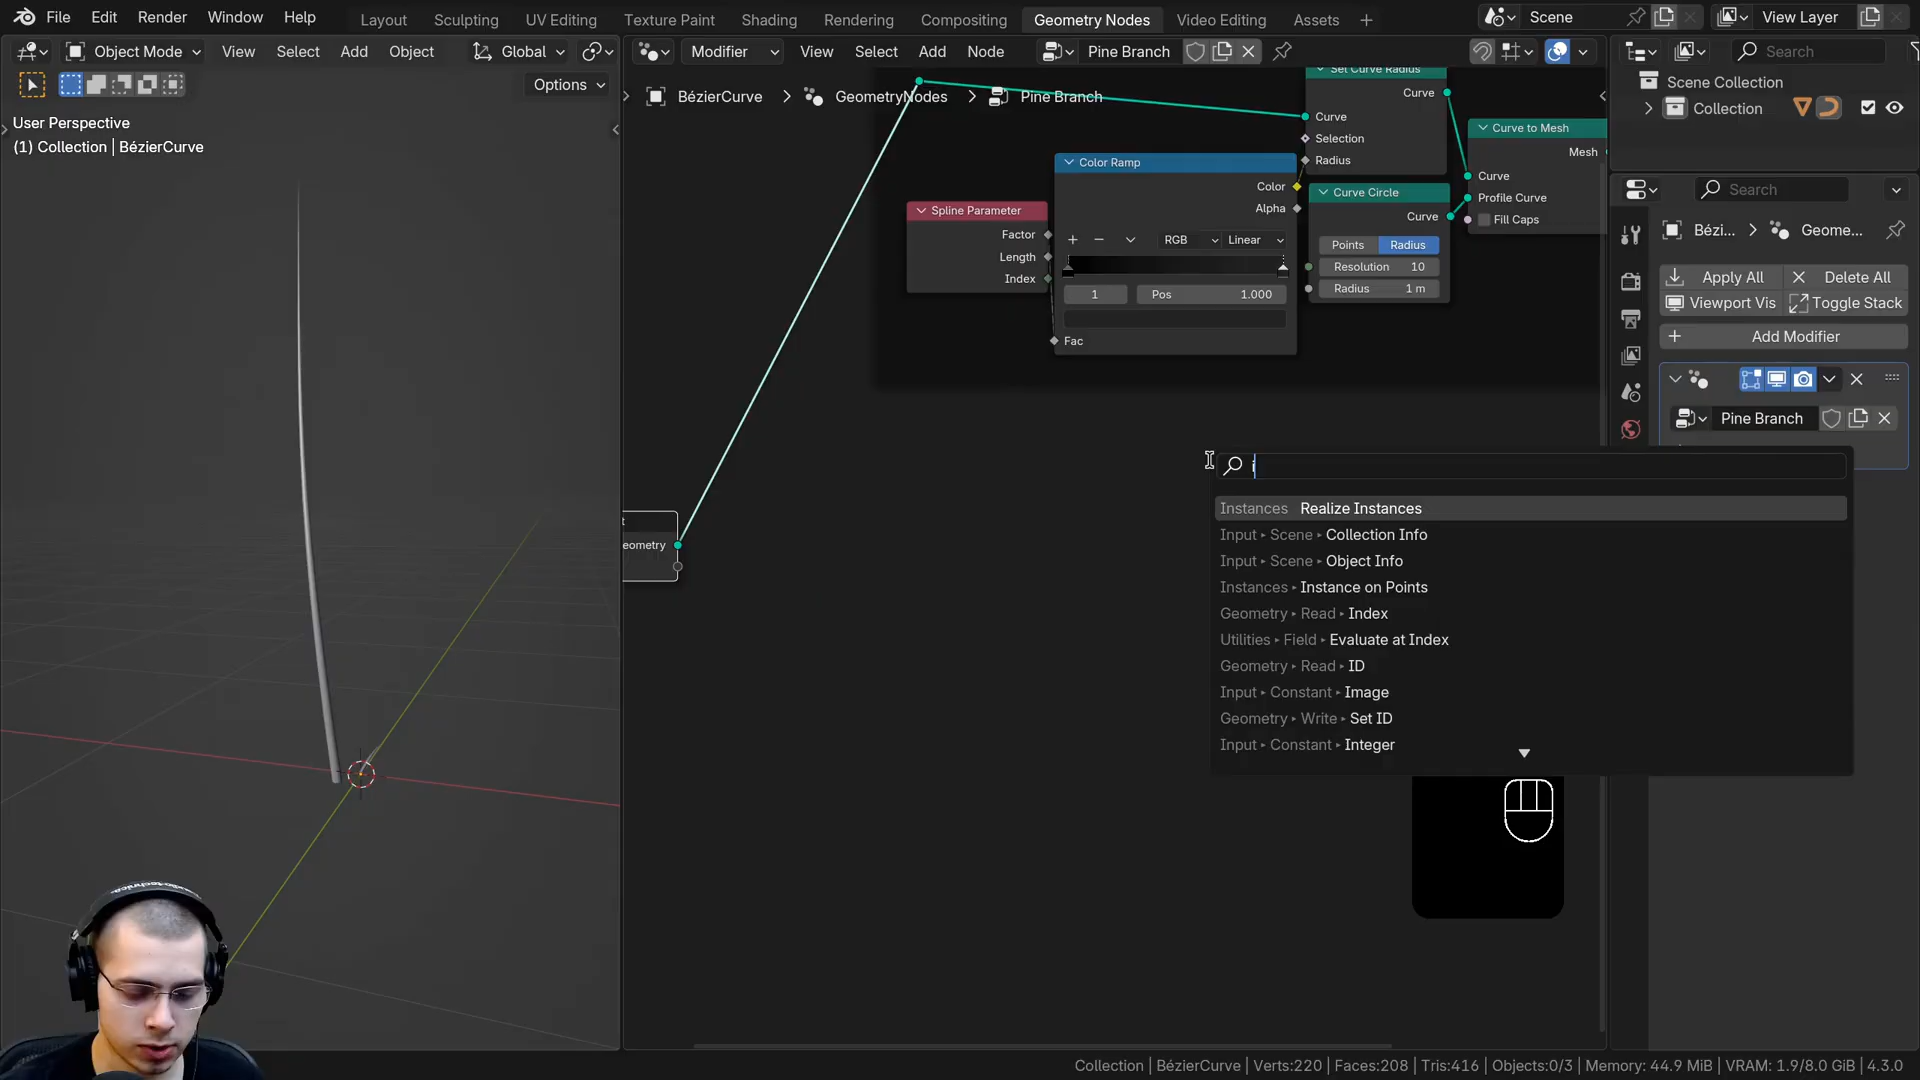 File Edit Render Window Help Layout Sculpting UV Editing Texture Paint Shading Rendering Compositing Geometry Nodes Video Editing Assets Scene View Layer
Object Mode View Select Add Object Global Modifier View Select Add Node Pine Branch Search
Options
BézierCurve GeometryNodes Pine Branch
Scene Collection
Collection
User Perspective
(1) Collection | BézierCurve
Set Curve Radius
Curve
Curve
Selection
Radius
Curve to Mesh
Mesh
Curve
Profile Curve
Fill Caps
Color Ramp
Color
Alpha
RGB Linear
1 Pos 1.000
Fac
Spline Parameter
Factor
Length
Index
Curve Circle
Curve
Points Radius
Resolution 10
Radius 1 m
Search
Bézi... Geome...
Apply All Delete All
Viewport Vis Toggle Stack
Add Modifier
Pine Branch
t
eometry
i
Instances Realize Instances
Input Scene Collection Info
Input Scene Object Info
Instances Instance on Points
Geometry Read Index
Utilities Field Evaluate at Index
Geometry Read ID
Input Constant Image
Geometry Write Set ID
Input Constant Integer
Collection | BézierCurve | Verts:220 | Faces:208 | Tris:416 | Objects:0/3 | Memory: 44.9 MiB | VRAM: 1.9/8.0 GiB | 4.3.0